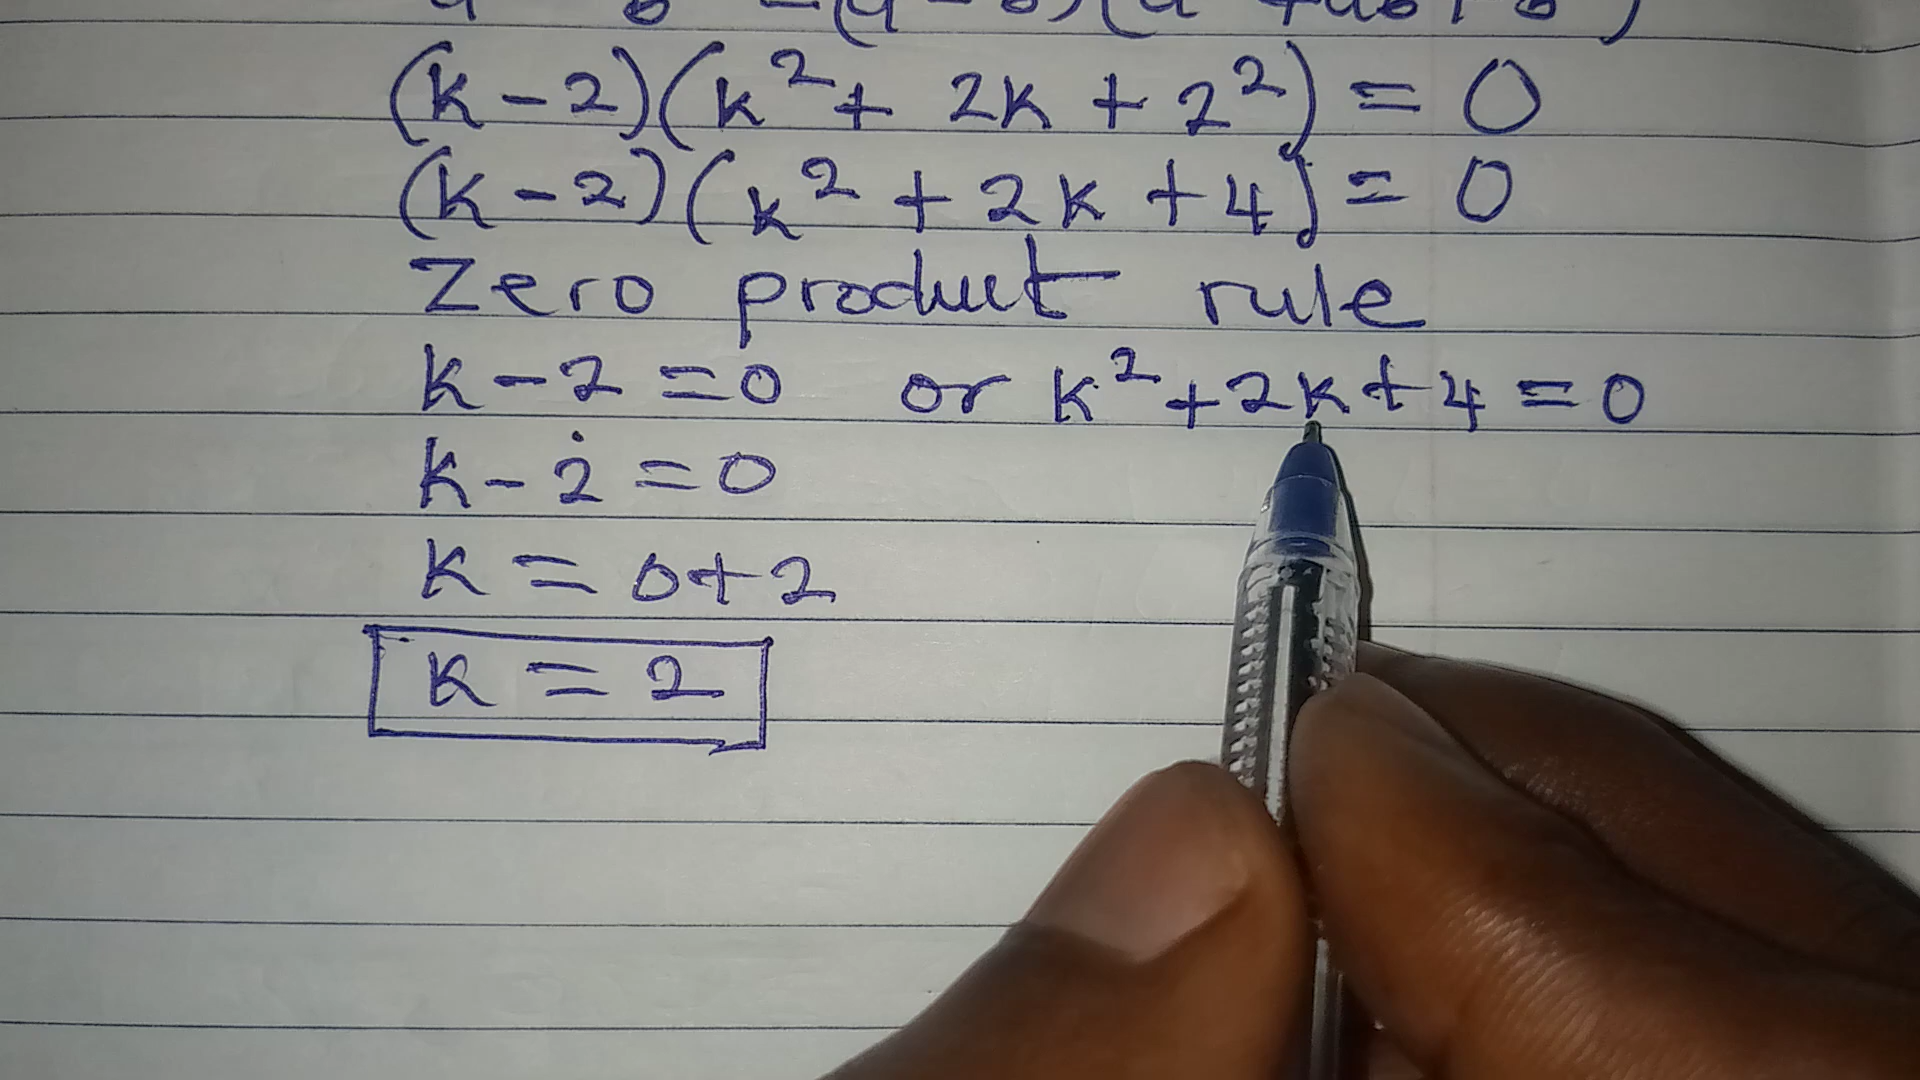 (k-2)(k²+ 2k + 2²) = 0
(k-2)(k² + 2k + 4) = 0
Zero product rule
k-2 = 0 or k²+2k+4 = 0
k-2 = 0
k = 0+2
k = 2